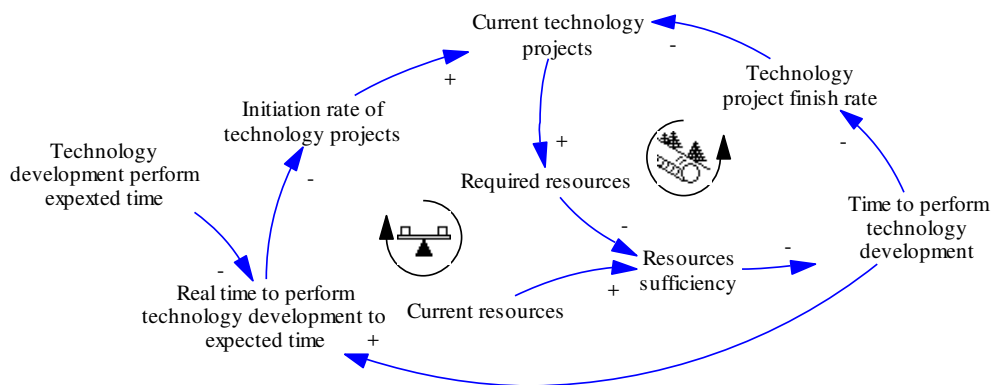 Current technology
projects
-
+
Technology
project finish rate
Initiation rate of
technology projects
Technology
development perform
expexted time
-
+
-
Required resources
Time to perform
technology
development
-
-
Resources
sufficiency
-
+
Real time to perform
technology development to
expected time
+
Current resources